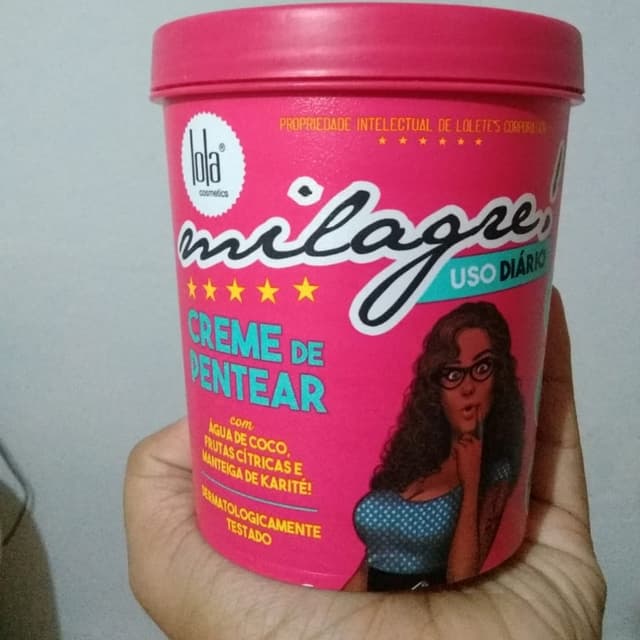 PROPRIEDADE INTELECTUAL DE LOLETE'S CORPORATION
lola®
cosmetics
milagre!
USO DIÁRIO
CREME DE
PENTEAR
com
ÁGUA DE COCO,
FRUTAS CÍTRICAS E
MANTEIGA DE KARITÉ!
DERMATOLOGICAMENTE
TESTADO